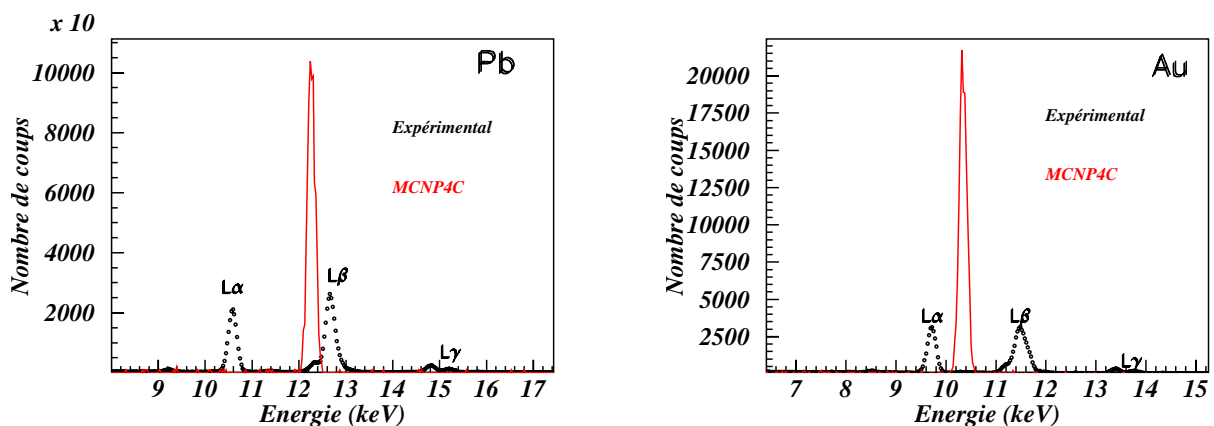 x 10
Pb
Nombre de coups
10000
8000
6000
4000
2000
Expérimental
MCNP4C
Lα
Lβ
Lγ
9 10 11 12 13 14 15 16 17
Energie (keV)
Au
Nombre de coups
20000
17500
15000
12500
10000
7500
5000
2500
Expérimental
MCNP4C
Lα
Lβ
Lγ
7 8 9 10 11 12 13 14 15
Energie (keV)